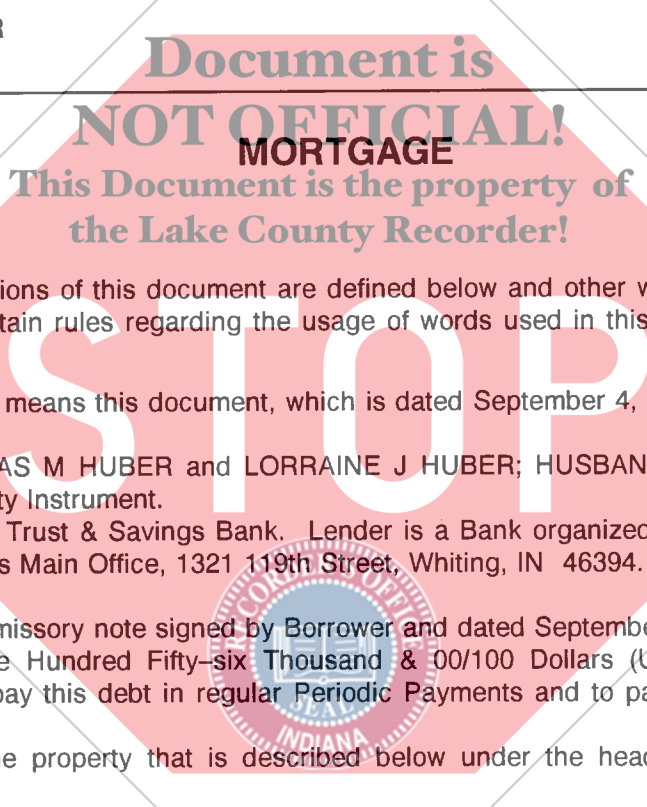 R
Document is
NOT OFFICIAL!
MORTGAGE
This Document is the property of
the Lake County Recorder!
ions of this document are defined below and other w
tain rules regarding the usage of words used in this
STOP
means this document, which is dated September 4,
AS M HUBER and LORRAINE J HUBER; HUSBAN
ty Instrument.
Trust & Savings Bank. Lender is a Bank organized
s Main Office, 1321 119th Street, Whiting, IN 46394.
missory note signed by Borrower and dated Septembe
e Hundred Fifty–six Thousand & 00/100 Dollars (U
pay this debt in regular Periodic Payments and to pa
RECORDER'S OFFICE
SEAL
INDIANA
e property that is described below under the head